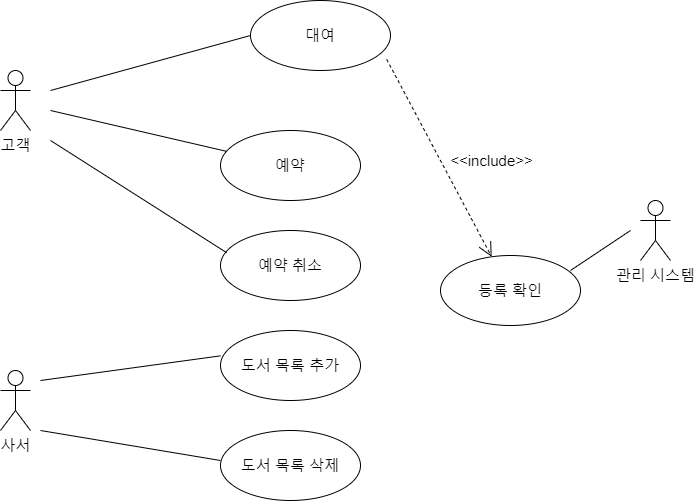 대여
고객
예약
<<include>>
예약 취소
관리 시스템
등록 확인
도서 목록 추가
사서
도서 목록 삭제